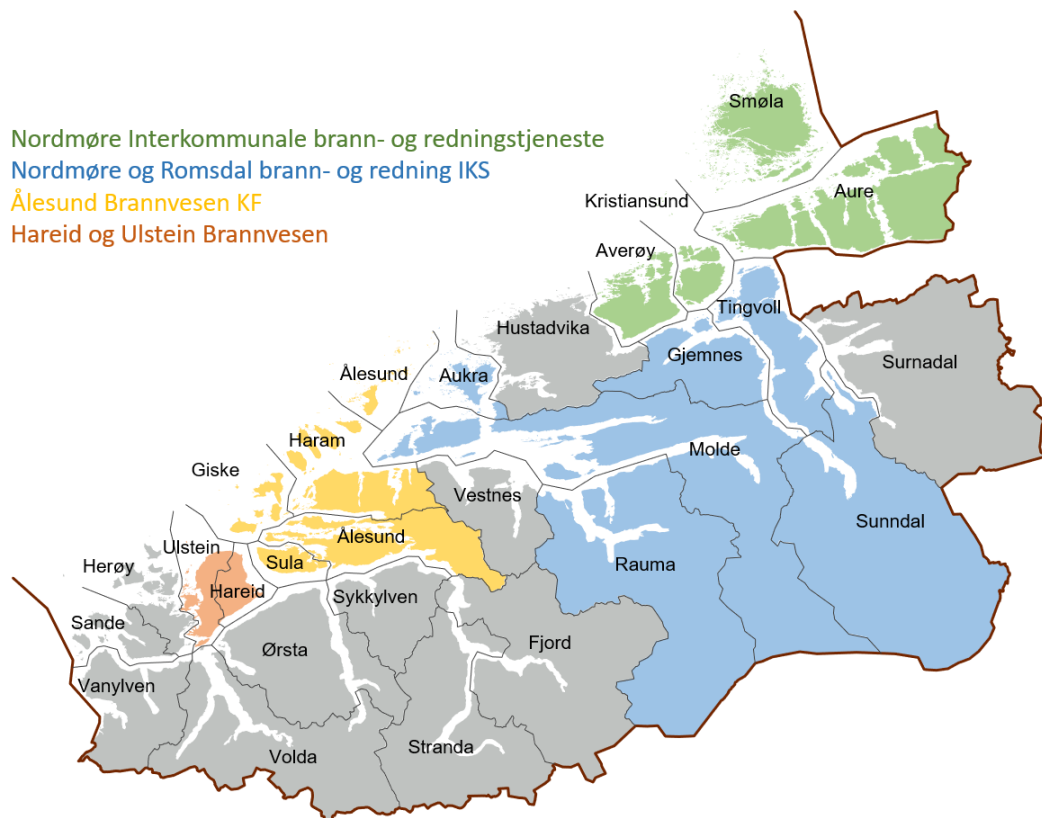 Nordmøre Interkommunale brann- og redningstjeneste
Nordmøre og Romsdal brann- og redning IKS
Ålesund Brannvesen KF
Hareid og Ulstein Brannvesen
Smøla
Aure
Kristiansund
Averøy
Tingvoll
Hustadvika
Gjemnes
Surnadal
Ålesund
Aukra
Haram
Molde
Giske
Vestnes
Sunndal
Ålesund
Ulstein
Sula
Rauma
Herøy
Hareid
Sykkylven
Sande
Ørsta
Fjord
Vanylven
Volda
Stranda